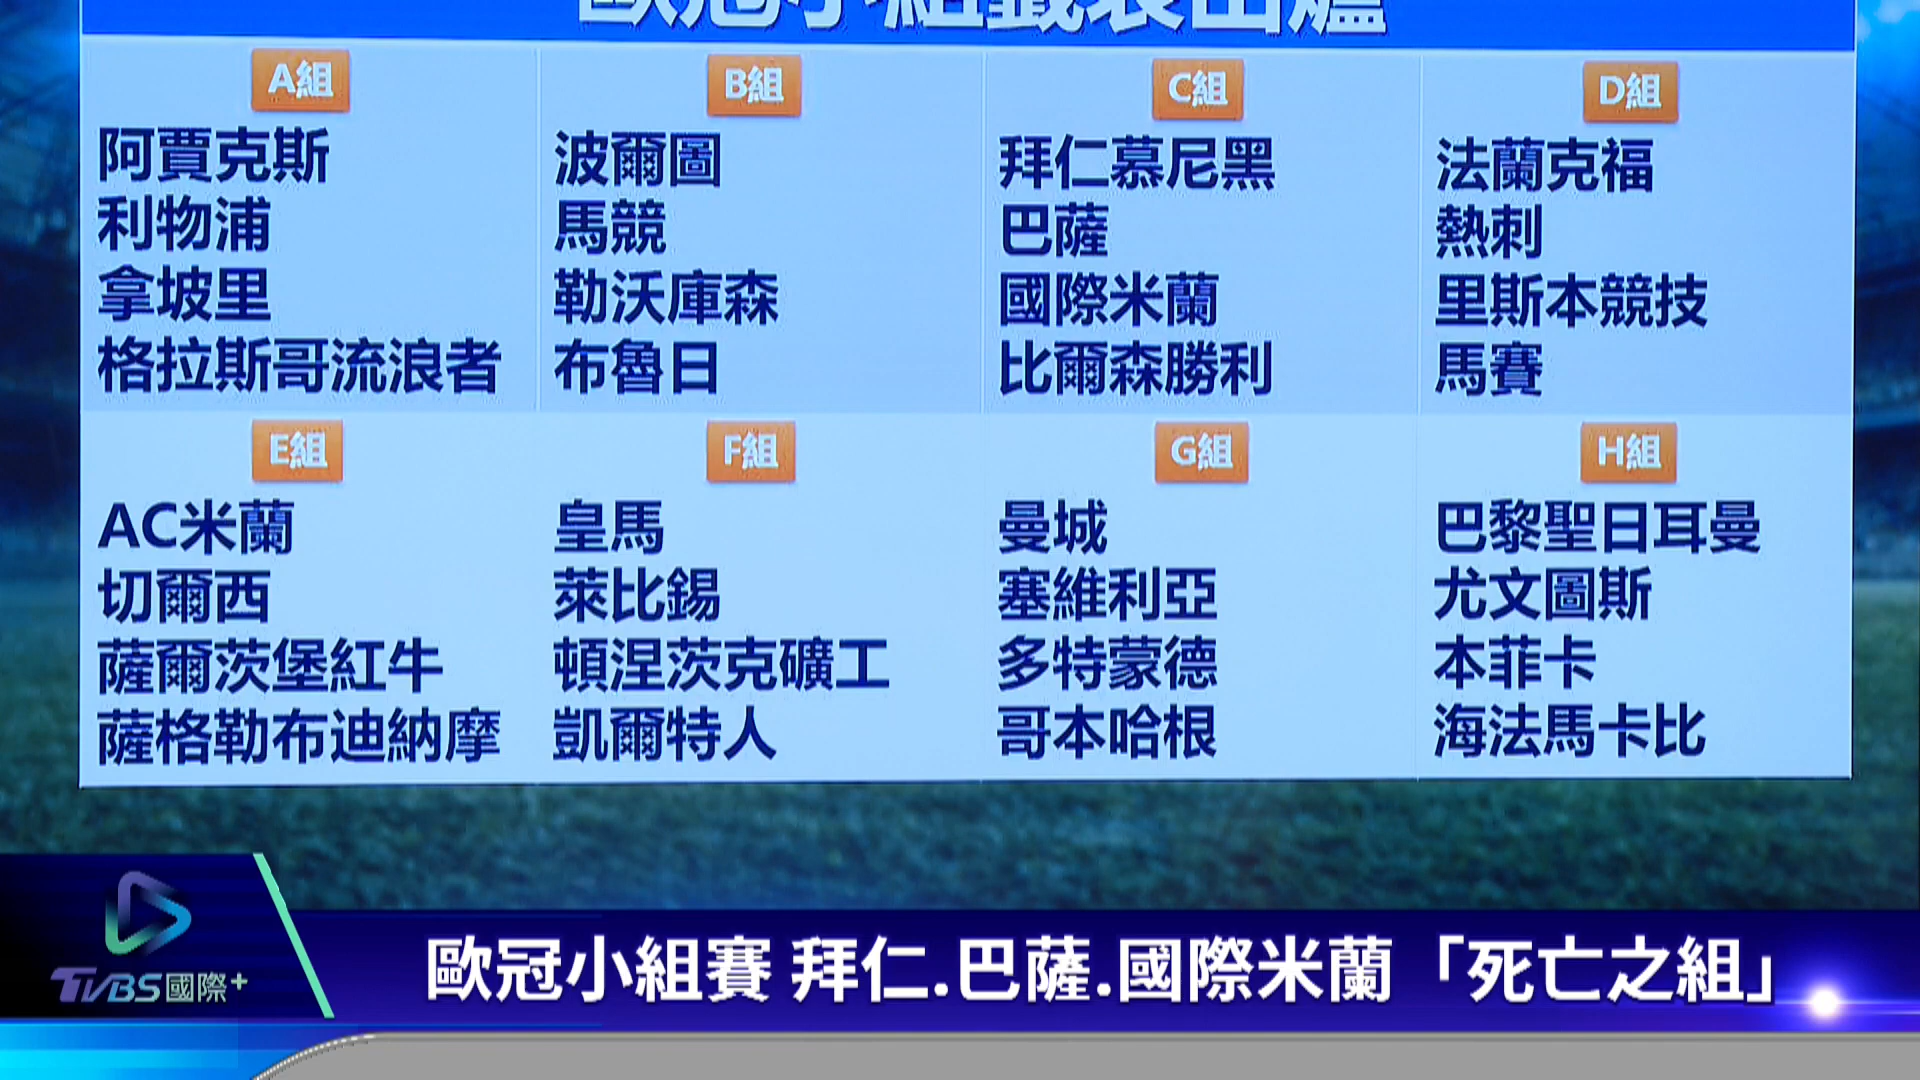 歐冠小組籤表出爐
A組
阿賈克斯
利物浦
拿坡里
格拉斯哥流浪者
B組
波爾圖
馬競
勒沃庫森
布魯日
C組
拜仁慕尼黑
巴薩
國際米蘭
比爾森勝利
D組
法蘭克福
熱刺
里斯本競技
馬賽
E組
AC米蘭
切爾西
薩爾茨堡紅牛
薩格勒布迪納摩
F組
皇馬
萊比錫
頓涅茨克礦工
凱爾特人
G組
曼城
塞維利亞
多特蒙德
哥本哈根
H組
巴黎聖日耳曼
尤文圖斯
本菲卡
海法馬卡比
TVBS國際+
歐冠小組賽 拜仁.巴薩.國際米蘭「死亡之組」